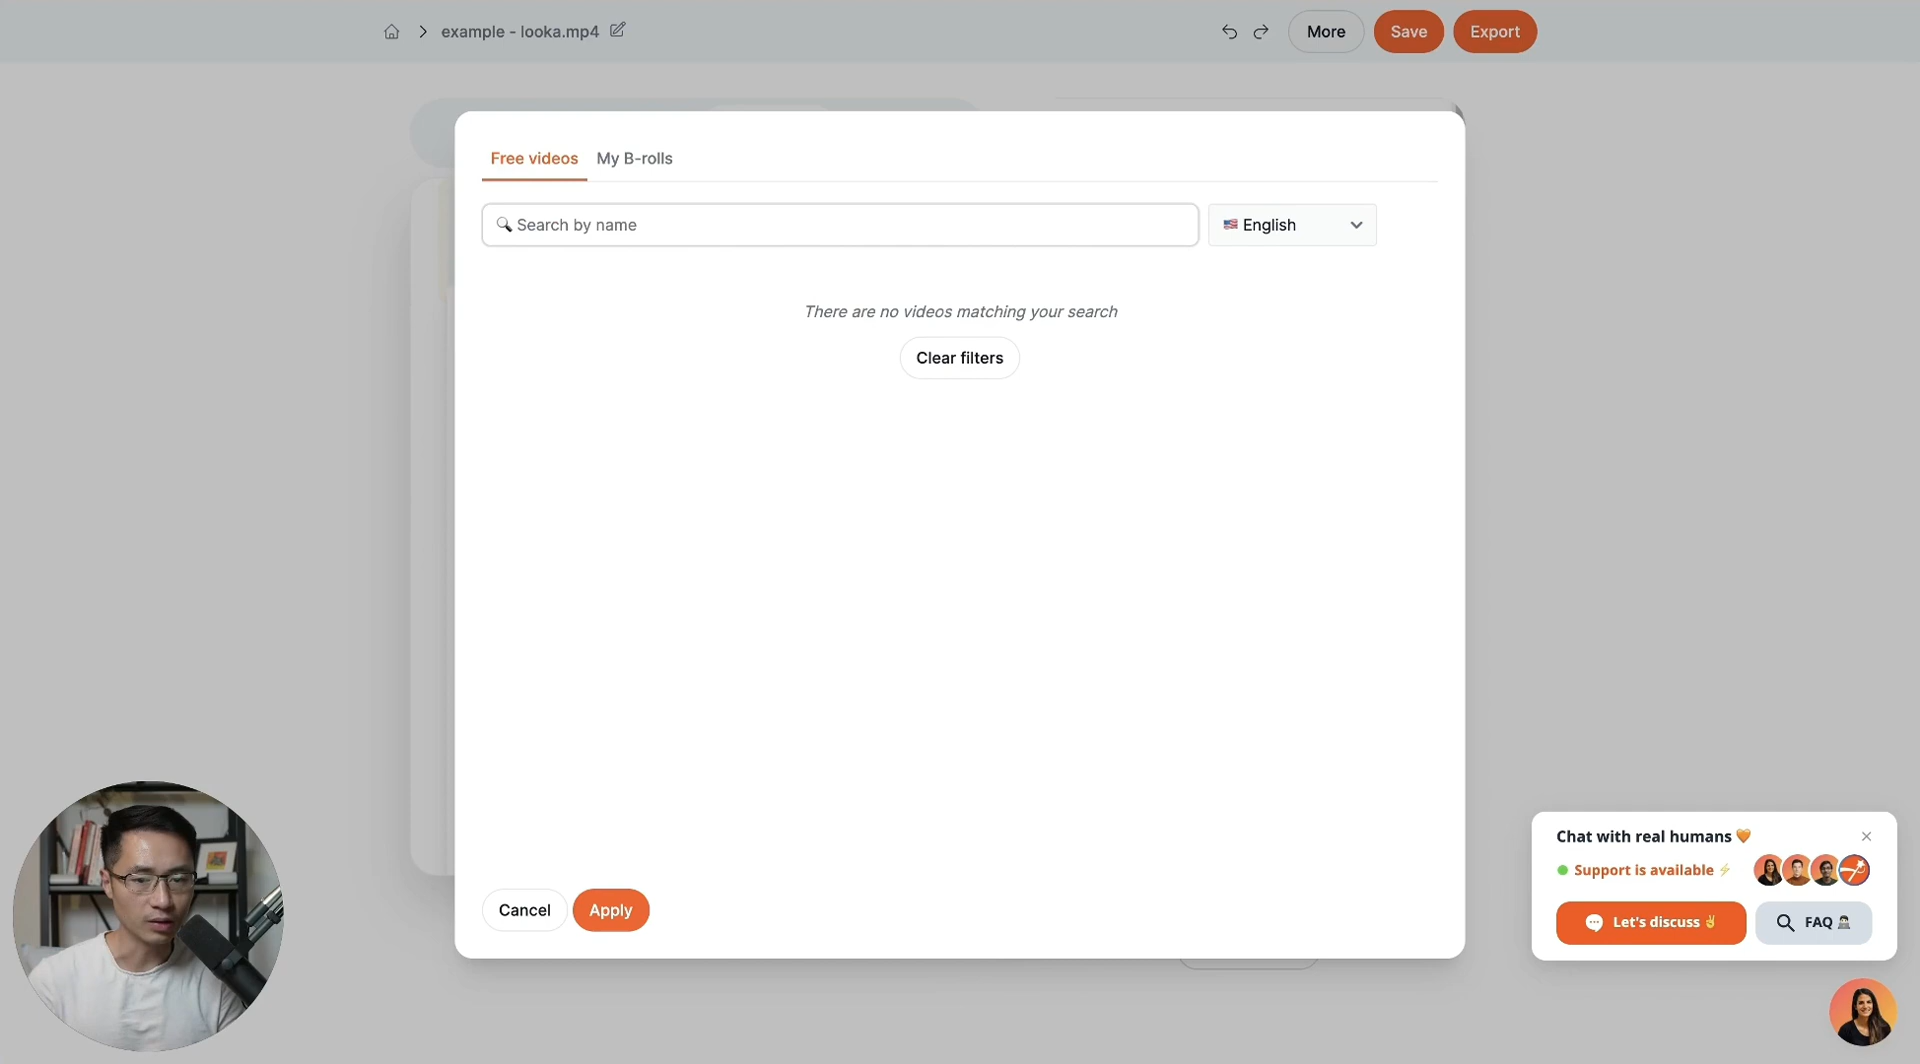 example - looka.mp4
More
Save
Export
Free videos
My B-rolls
Search by name
English
There are no videos matching your search
Clear filters
Cancel
Apply
Chat with real humans 🧡
Support is available ⚡
Let's discuss ✌
FAQ